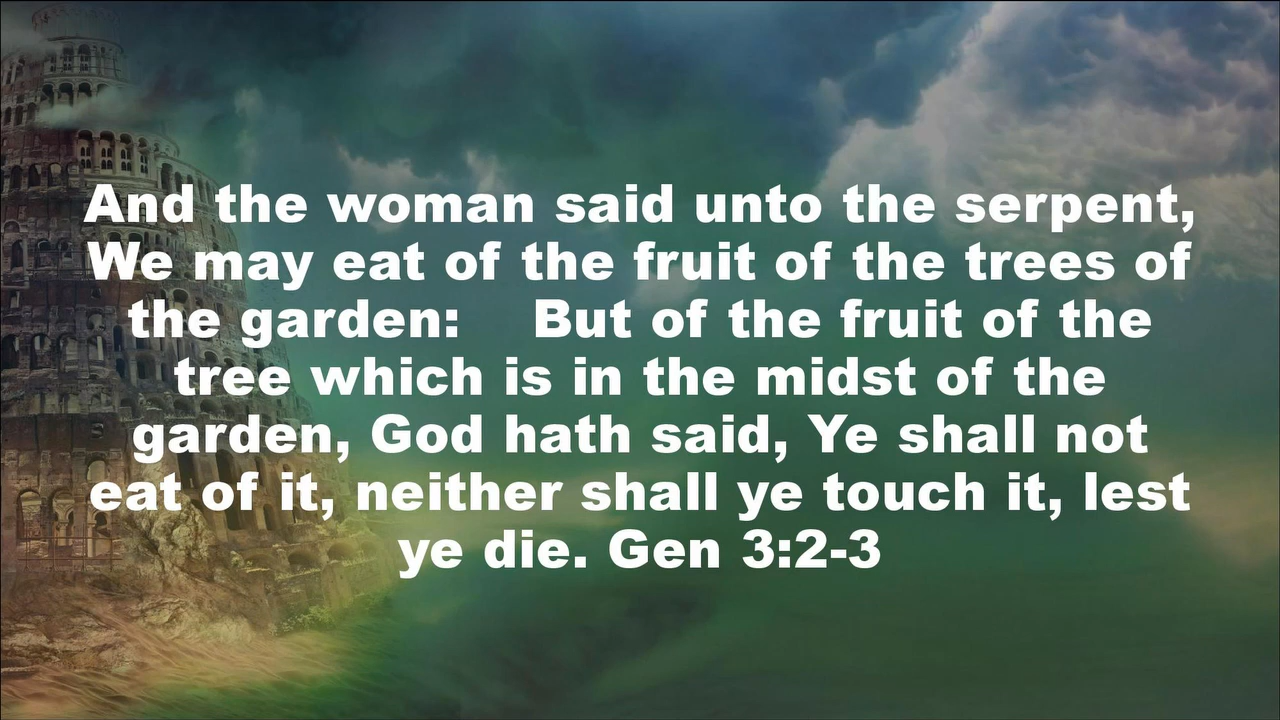 And the woman said unto the serpent,
We may eat of the fruit of the trees of
the garden:    But of the fruit of the
tree which is in the midst of the
garden, God hath said, Ye shall not
eat of it, neither shall ye touch it, lest
ye die. Gen 3:2-3